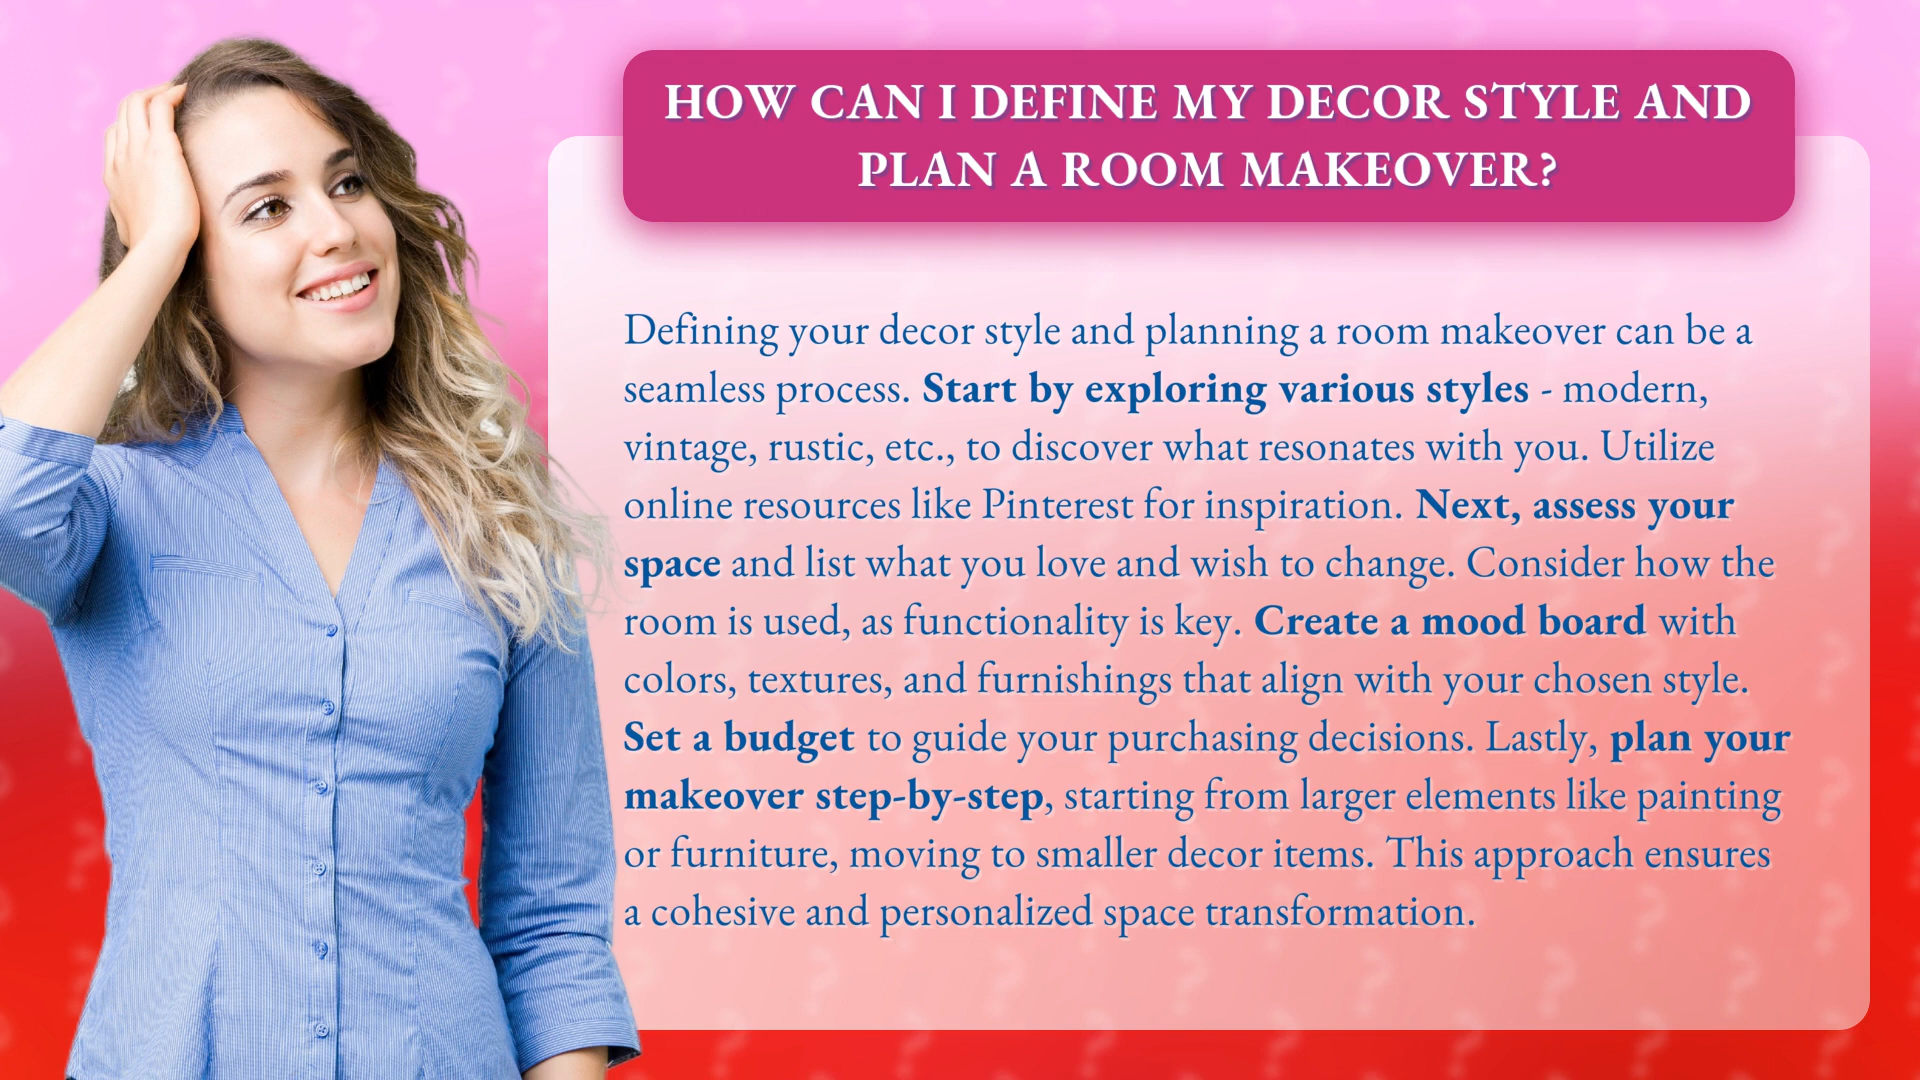 HOW CAN I DEFINE MY DECOR STYLE AND
PLAN A ROOM MAKEOVER?
Defining your decor style and planning a room makeover can be a
seamless process. Start by exploring various styles - modern,
vintage, rustic, etc., to discover what resonates with you. Utilize
online resources like Pinterest for inspiration. Next, assess your
space and list what you love and wish to change. Consider how the
room is used, as functionality is key. Create a mood board with
colors, textures, and furnishings that align with your chosen style.
Set a budget to guide your purchasing decisions. Lastly, plan your
makeover step-by-step, starting from larger elements like painting
or furniture, moving to smaller decor items. This approach ensures
a cohesive and personalized space transformation.